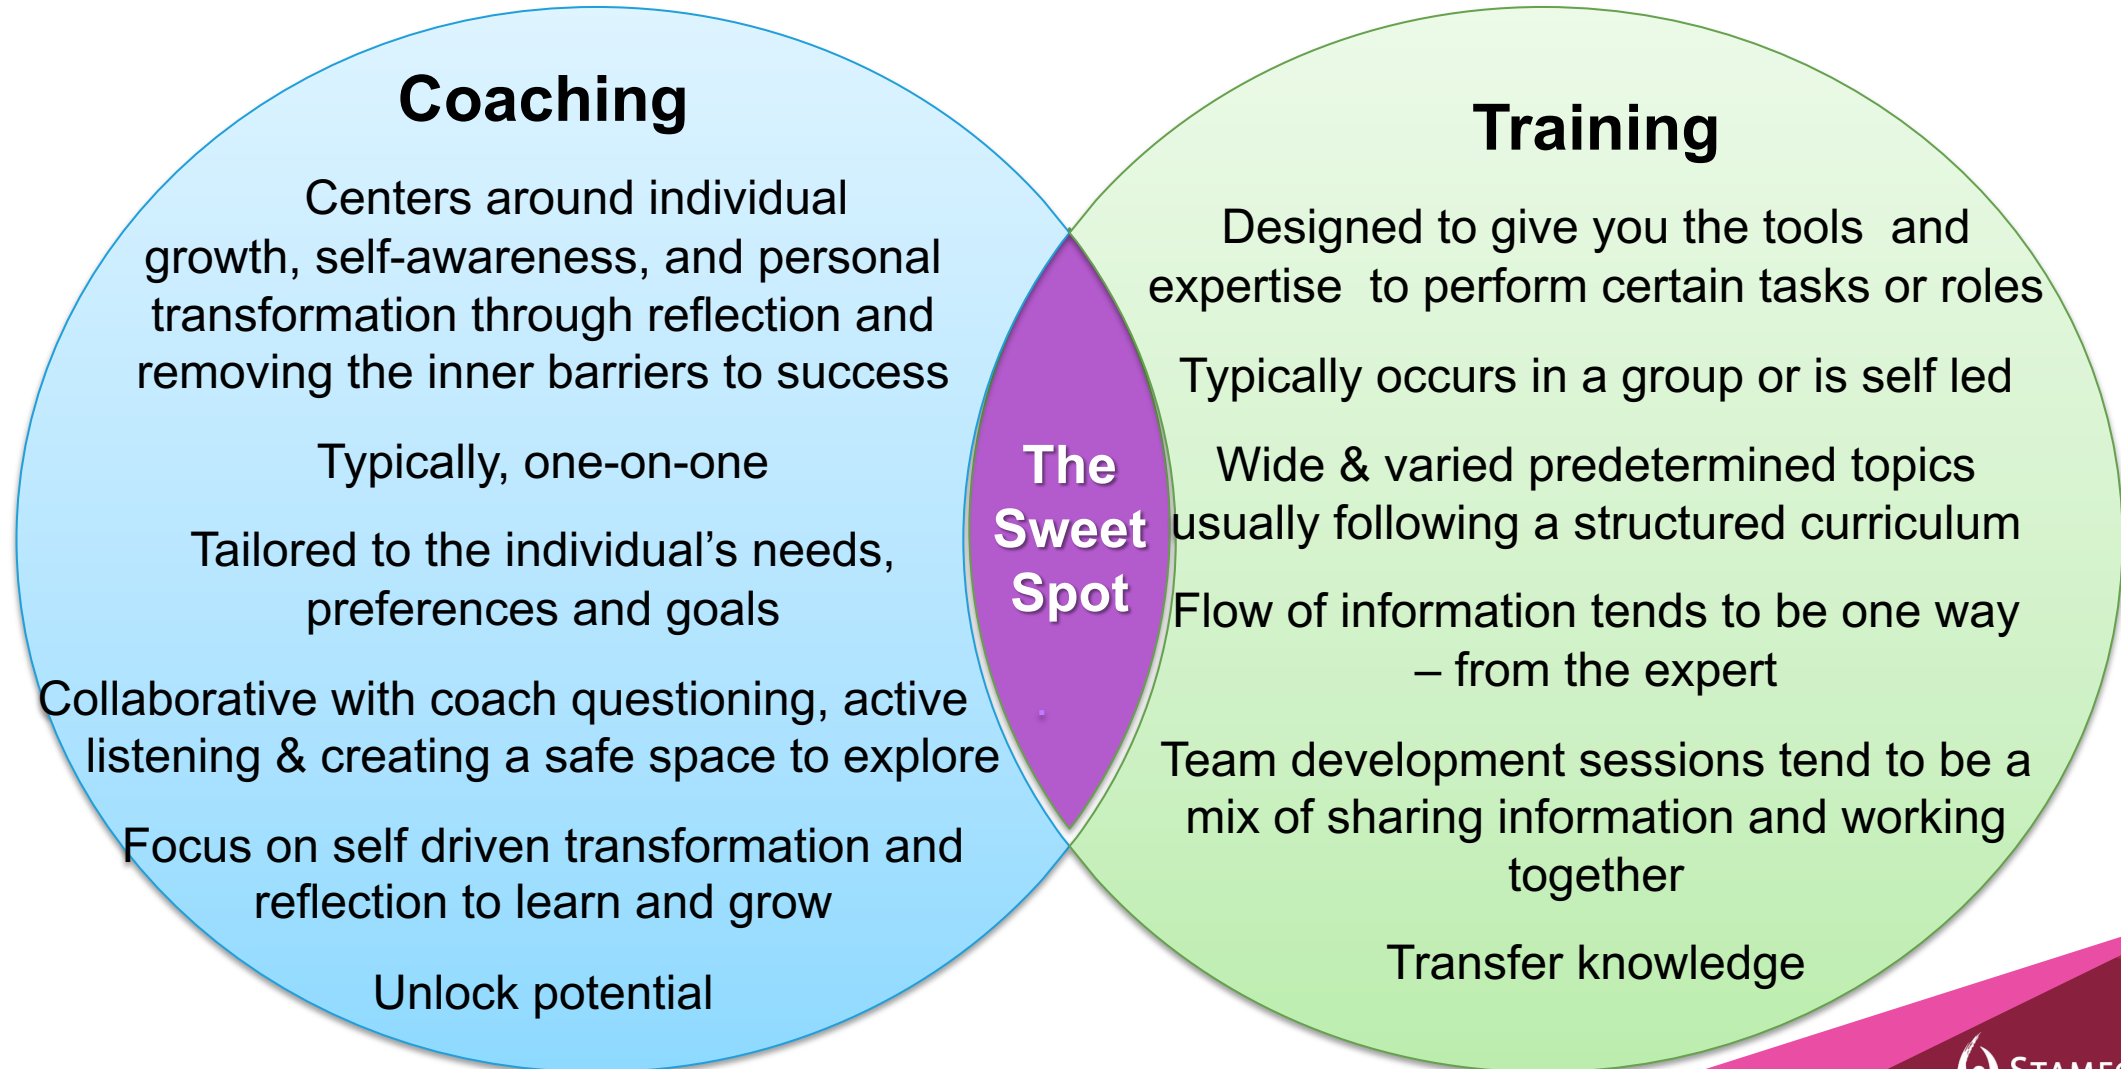 Coaching
Centers around individual
growth, self-awareness, and personal
transformation through reflection and
removing the inner barriers to success
Typically, one-on-one
Tailored to the individual’s needs,
preferences and goals
Collaborative with coach questioning, active
listening & creating a safe space to explore
Focus on self driven transformation and
reflection to learn and grow
Unlock potential
The
Sweet
Spot
.
Training
Designed to give you the tools  and
expertise  to perform certain tasks or roles
Typically occurs in a group or is self led
Wide & varied predetermined topics
usually following a structured curriculum
Flow of information tends to be one way
– from the expert
Team development sessions tend to be a
mix of sharing information and working
together
Transfer knowledge